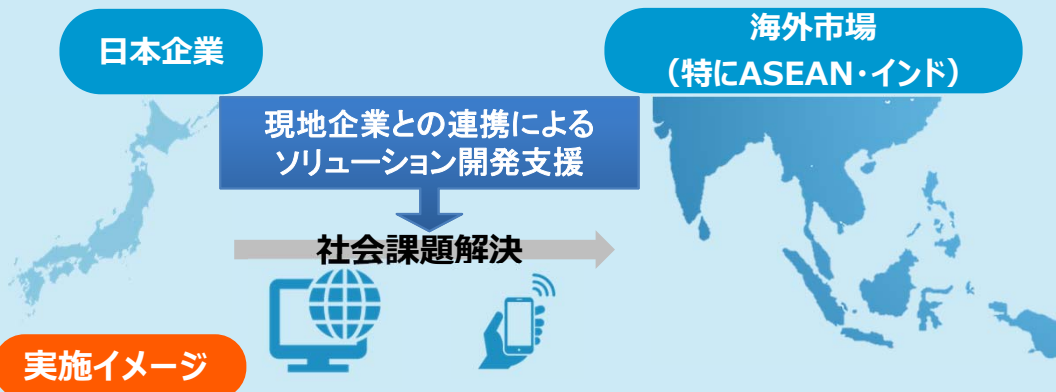 日本企業
海外市場
（特にASEAN・インド）
現地企業との連携による
ソリューション開発支援
社会課題解決
実施イメージ